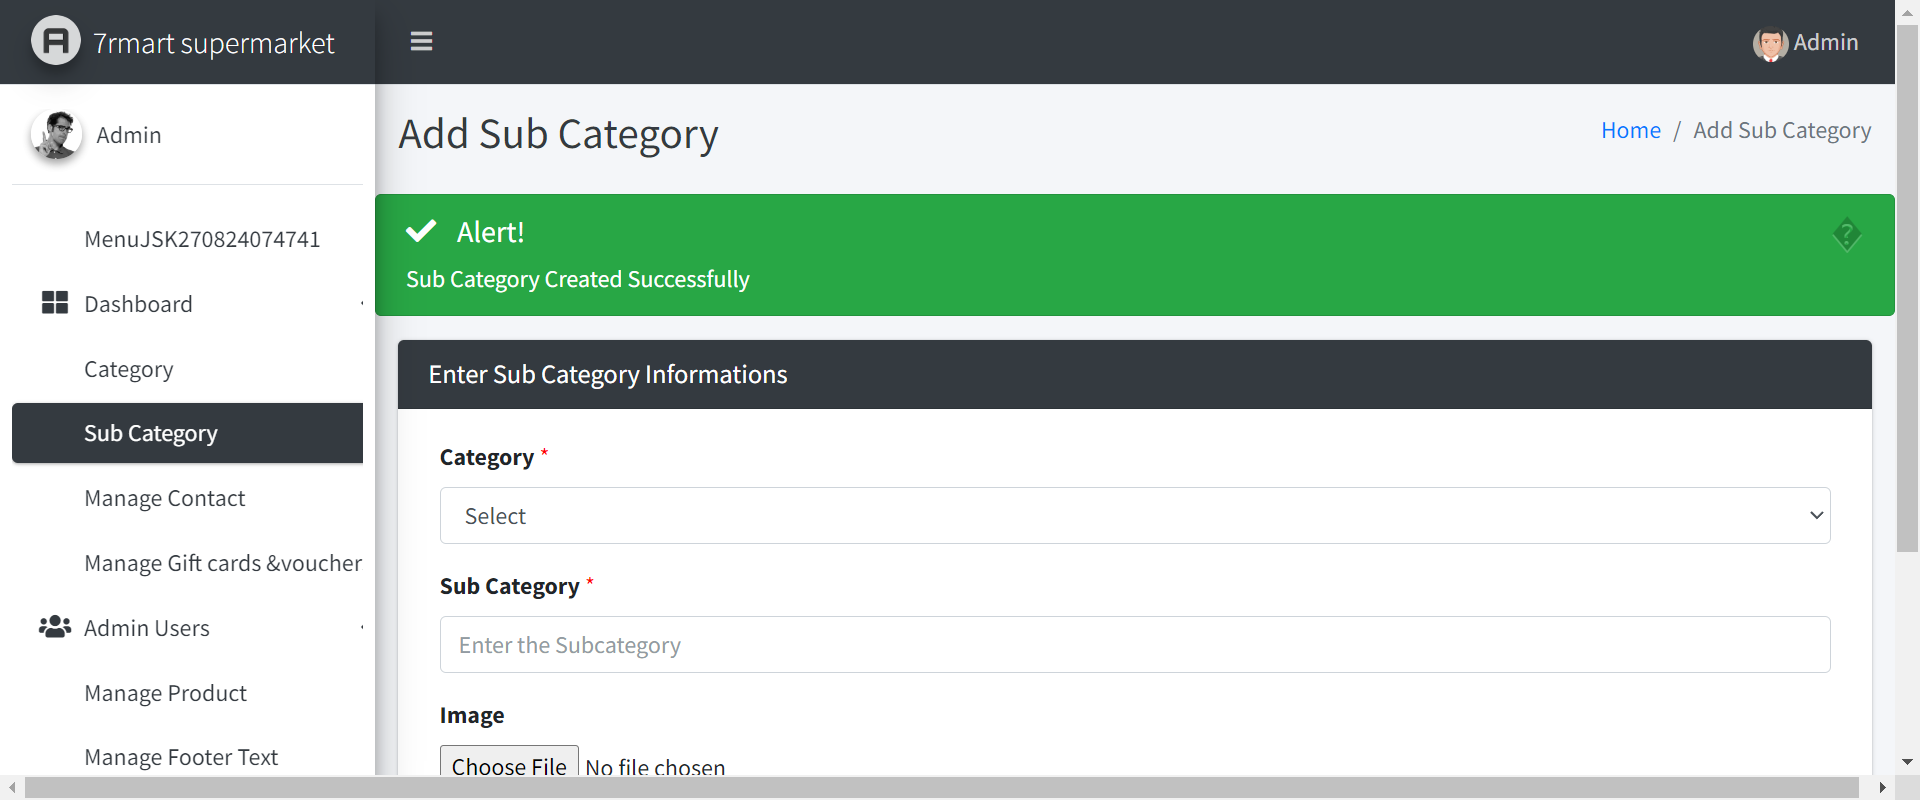 7rmart supermarket
Admin
Admin
Add Sub Category
Home / Add Sub Category
MenuJSK270824074741
Dashboard
Category
Sub Category
Manage Contact
Manage Gift cards &voucher
Admin Users
Manage Product
Manage Footer Text
Alert!
Sub Category Created Successfully
Enter Sub Category Informations
Category *
Select
Sub Category *
Enter the Subcategory
Image
Choose File No file chosen